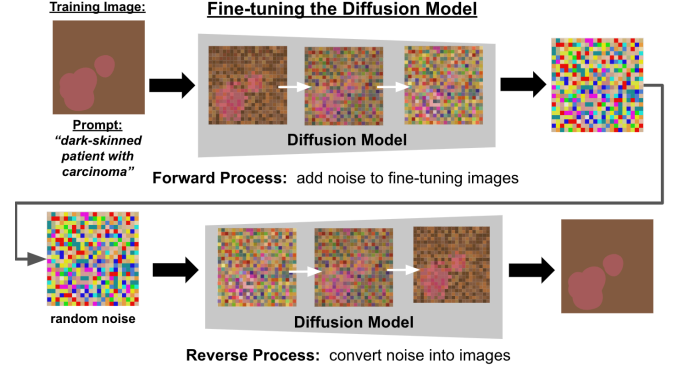 Training Image:
Fine-tuning the Diffusion Model
Prompt:
“dark-skinned
patient with
carcinoma”
Diffusion Model
Forward Process: add noise to fine-tuning images
random noise
Diffusion Model
Reverse Process: convert noise into images